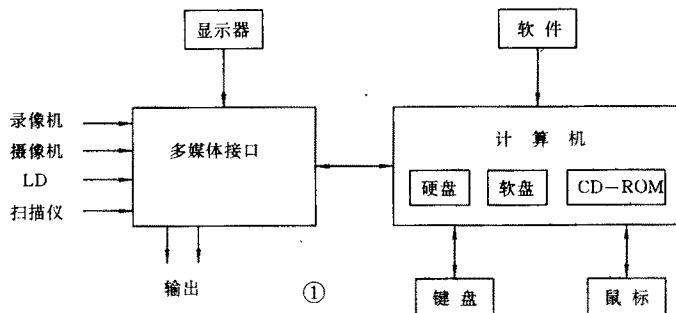 显示器
软件
录像机
摄像机
LD
扫描仪
多媒体接口
计算机
硬盘
软盘
CD-ROM
输出
①
键盘
鼠标